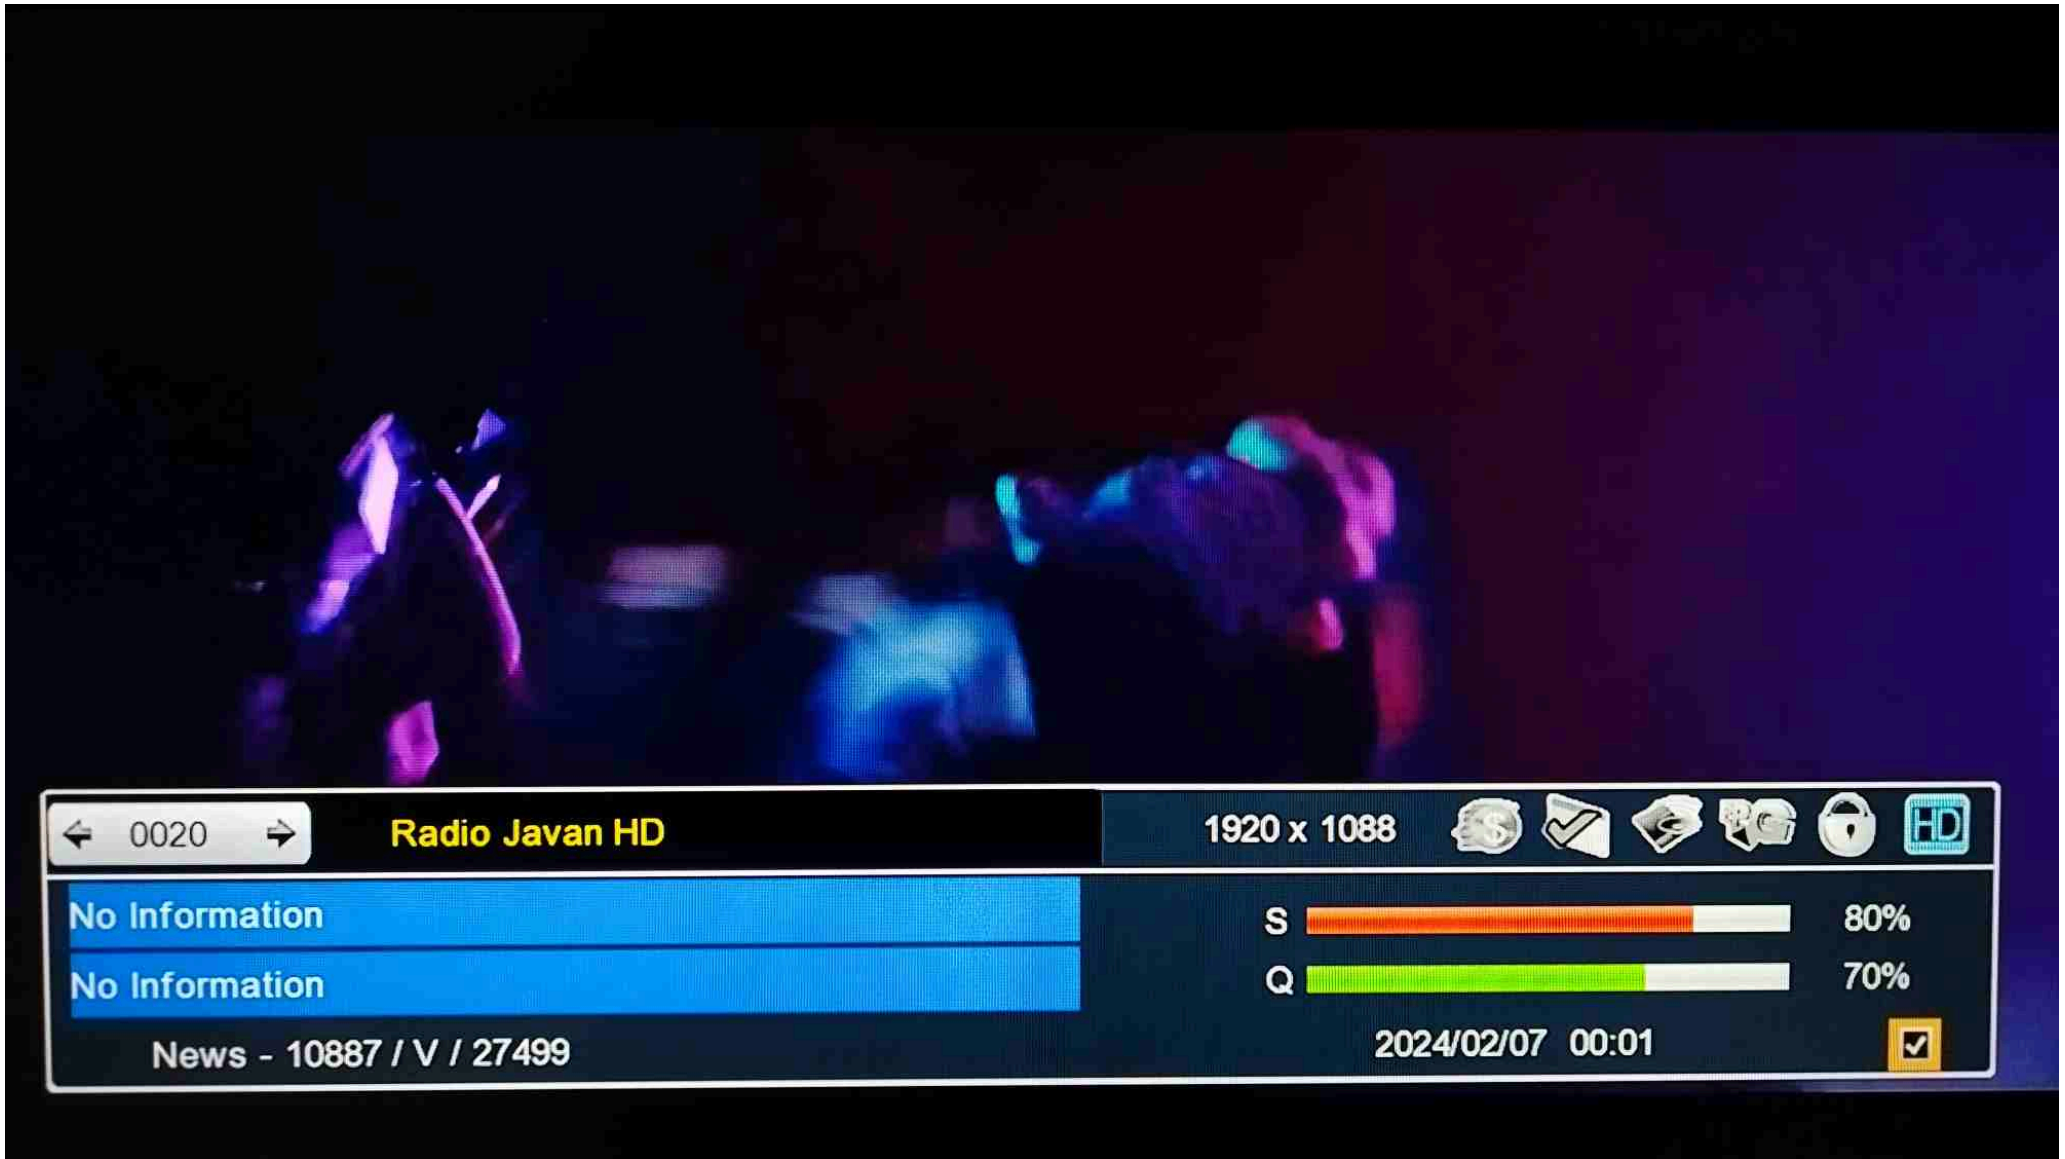 0020
Radio Javan HD
1920 x 1088
HD
No Information
S
80%
No Information
Q
70%
News - 10887 / V / 27499
2024/02/07 00:01